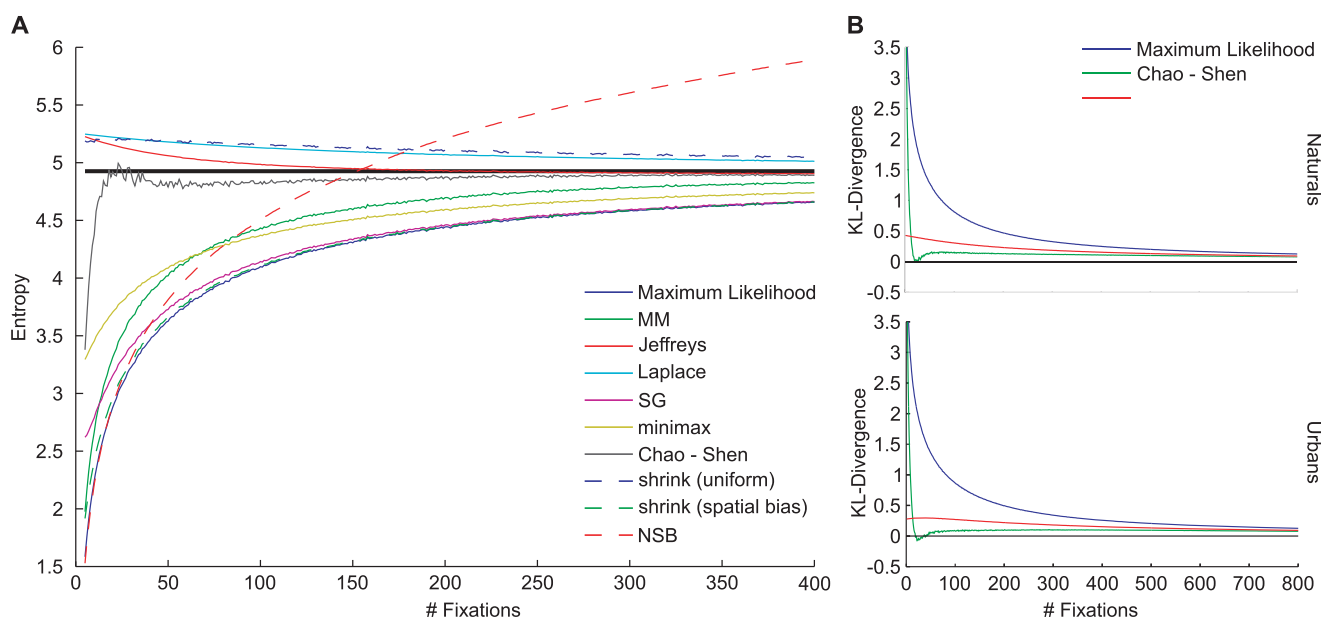 A
6
5.5
5
4.5
4
3.5
3
2.5
2
1.5
Entropy
0
50
100
150
200
250
300
350
400
# Fixations
Maximum Likelihood
MM
Jeffreys
Laplace
SG
minimax
Chao - Shen
shrink (uniform)
shrink (spatial bias)
NSB
B
3.5
3
2.5
2
1.5
1
0.5
0
-0.5
KL-Divergence
Maximum Likelihood
Chao - Shen
Naturals
3.5
3
2.5
2
1.5
1
0.5
0
-0.5
KL-Divergence
Urbans
0
100
200
300
400
500
600
700
800
# Fixations